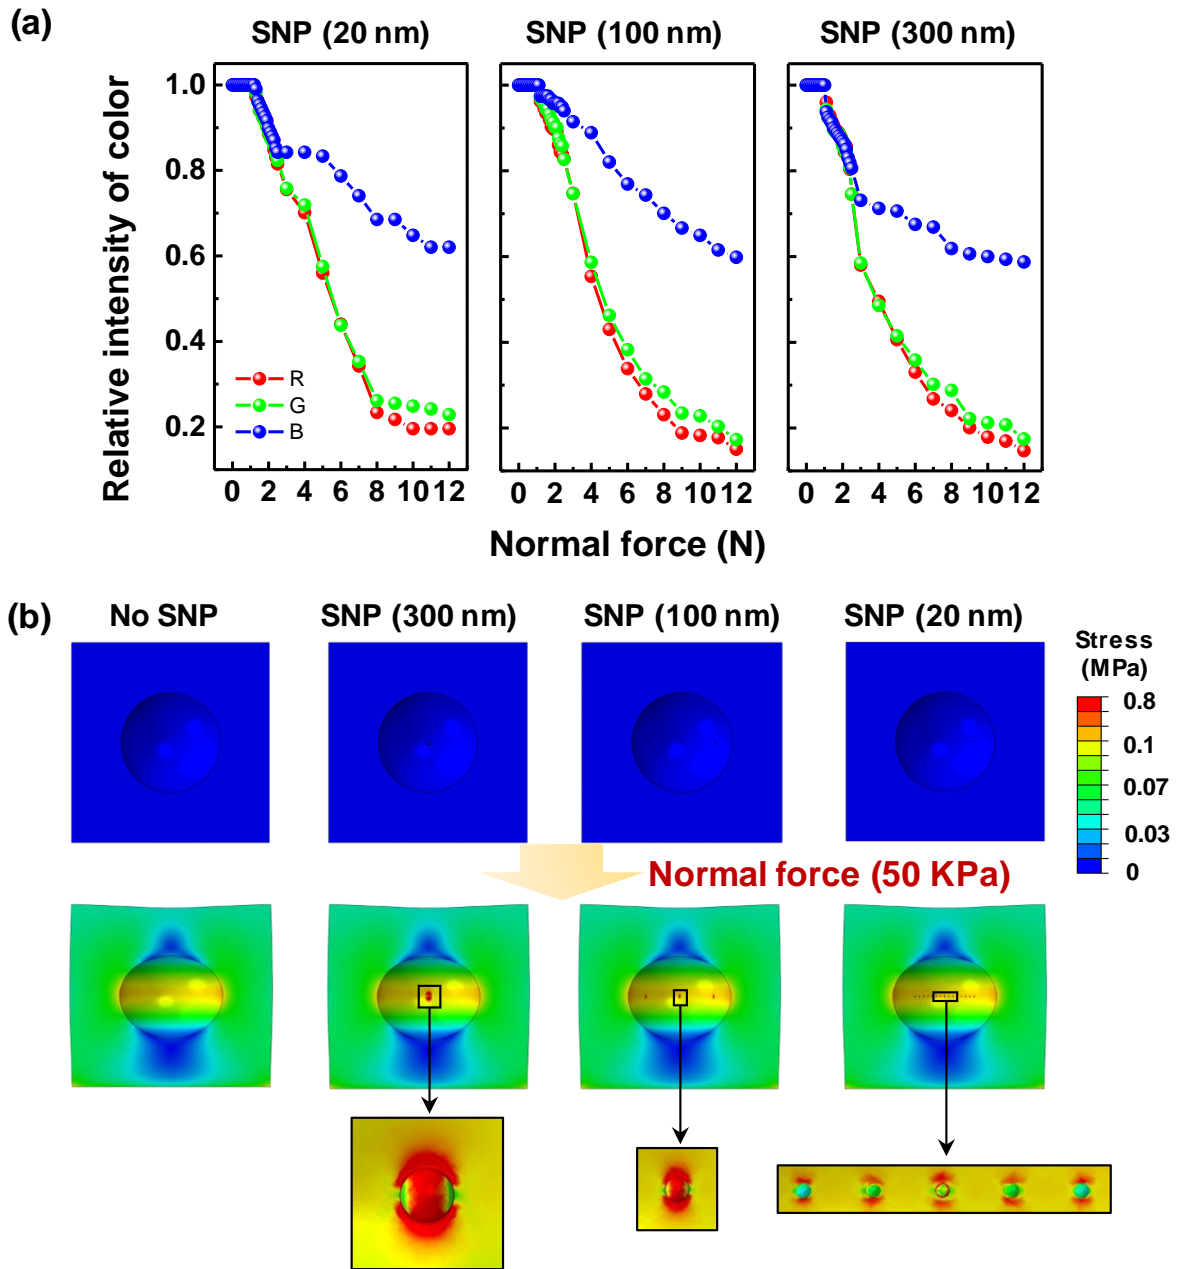 (a)
SNP (20 nm)
SNP (100 nm)
SNP (300 nm)
Relative intensity of color
1.0
0.8
0.6
0.4
0.2
R
G
B
0 2 4 6 8 10 12
0 2 4 6 8 10 12
0 2 4 6 8 10 12
Normal force (N)
(b)
No SNP
SNP (300 nm)
SNP (100 nm)
SNP (20 nm)
Stress
(MPa)
0.8
0.1
0.07
0.03
0
Normal force (50 KPa)